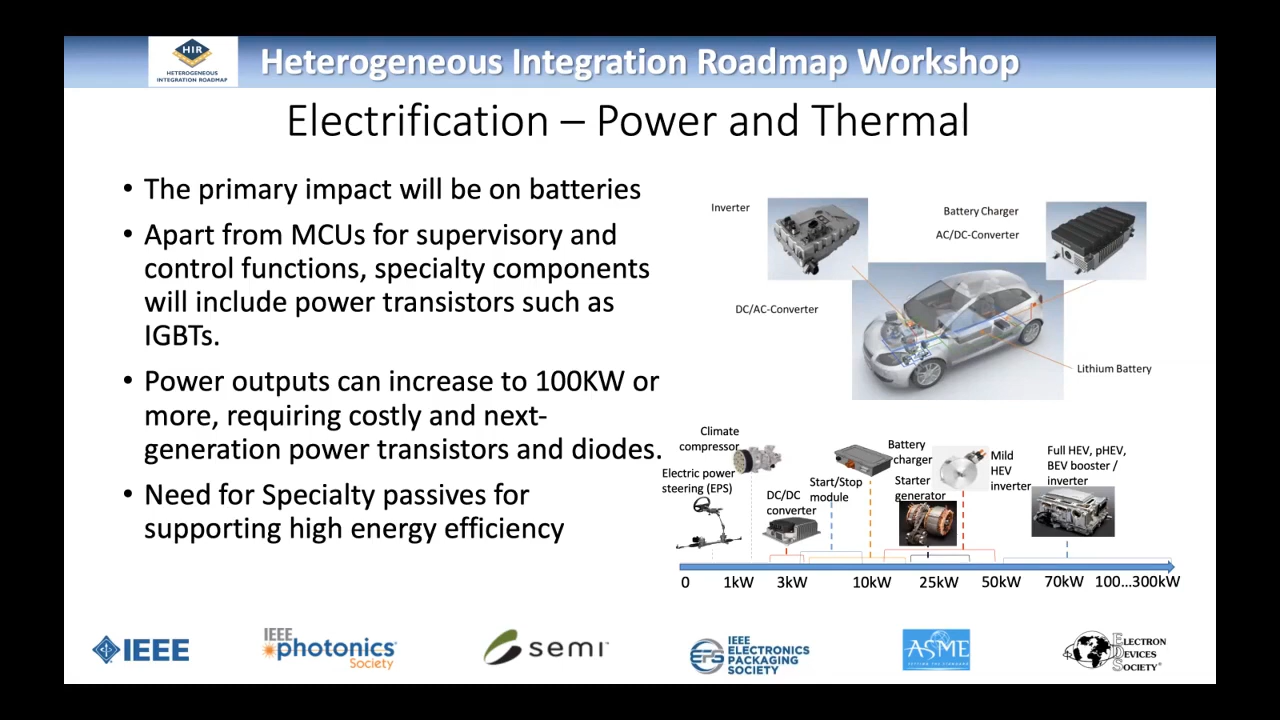 HIR
HETEROGENEOUS
INTEGRATION ROADMAP
Heterogeneous Integration Roadmap Workshop
Electrification – Power and Thermal
• The primary impact will be on batteries
• Apart from MCUs for supervisory and
control functions, specialty components
will include power transistors such as
IGBTs.
• Power outputs can increase to 100KW or
more, requiring costly and next-
generation power transistors and diodes.
• Need for Specialty passives for
supporting high energy efficiency
Inverter
Battery Charger
AC/DC-Converter
DC/AC-Converter
Lithium Battery
Climate
compressor
Electric power
steering (EPS)
DC/DC
converter
Start/Stop
module
Battery
charger
Starter
generator
Mild
HEV
inverter
Full HEV, pHEV,
BEV booster /
inverter
0 1kW 3kW 10kW 25kW 50kW 70kW 100...300kW
IEEE
IEEE
photonics
Society
semi™
EPS
IEEE
ELECTRONICS
PACKAGING
SOCIETY
ASME
SETTING THE STANDARD
EDS
ELECTRON
DEVICES
SOCIETY®